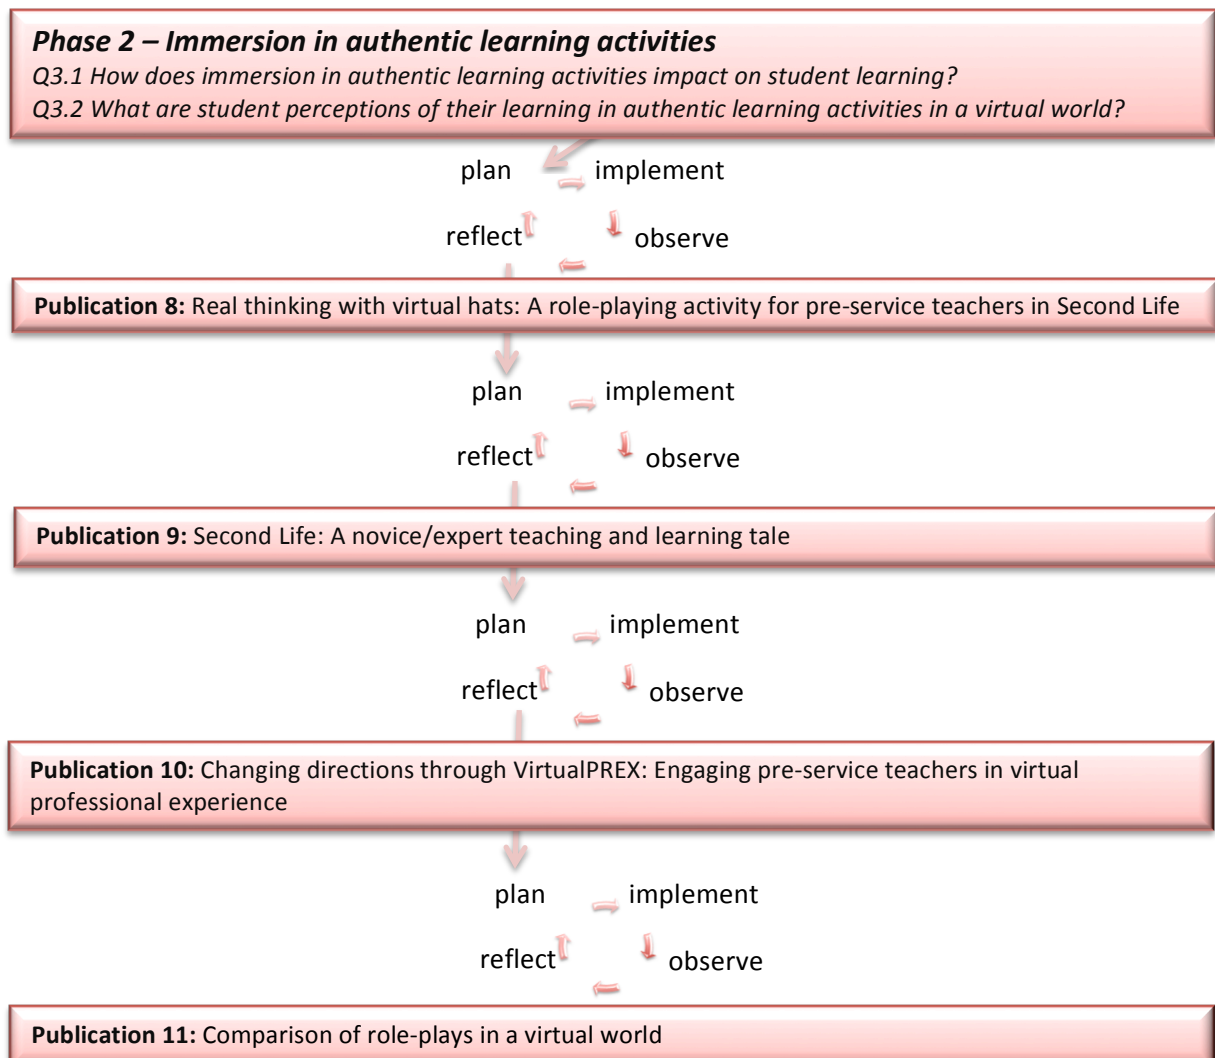 Phase 2 – Immersion in authentic learning activities
Q3.1 How does immersion in authentic learning activities impact on student learning?
Q3.2 What are student perceptions of their learning in authentic learning activities in a virtual world?
plan implement
reflect observe
Publication 8: Real thinking with virtual hats: A role-playing activity for pre-service teachers in Second Life
plan implement
reflect observe
Publication 9: Second Life: A novice/expert teaching and learning tale
plan implement
reflect observe
Publication 10: Changing directions through VirtualPREX: Engaging pre-service teachers in virtual
professional experience
plan implement
reflect observe
Publication 11: Comparison of role-plays in a virtual world